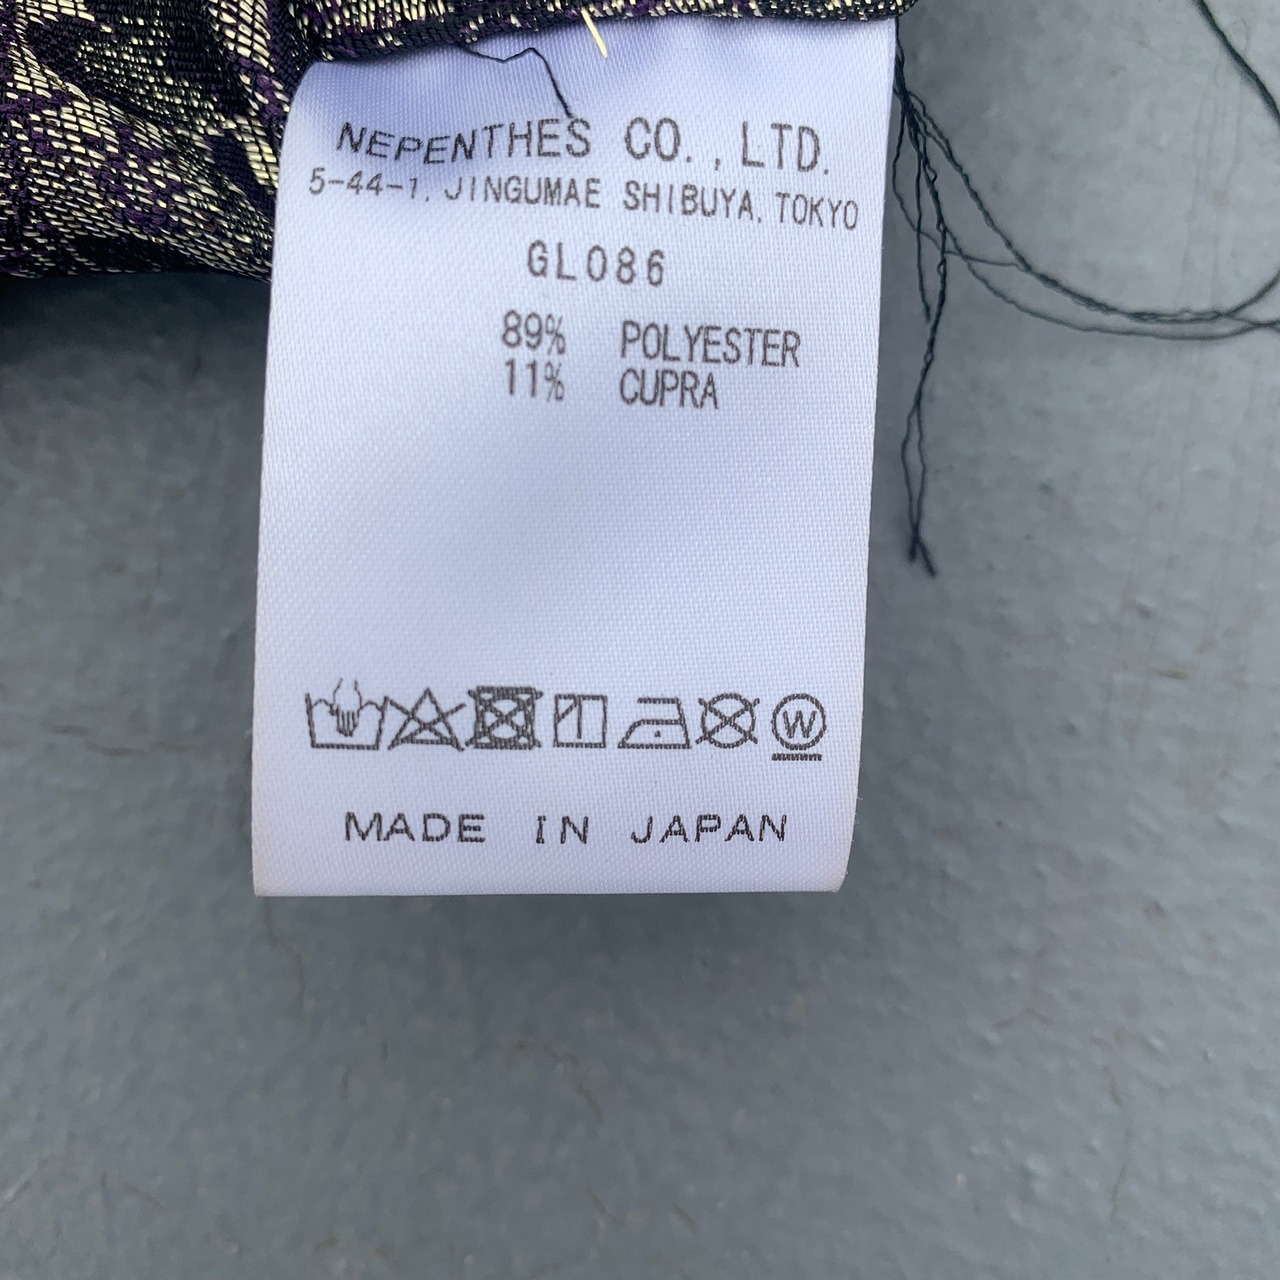 NEPENTHES CO., LTD.
5-44-1, JINGUMAE SHIBUYA, TOKYO
GL086
89% POLYESTER
11% CUPRA
W
MADE IN JAPAN